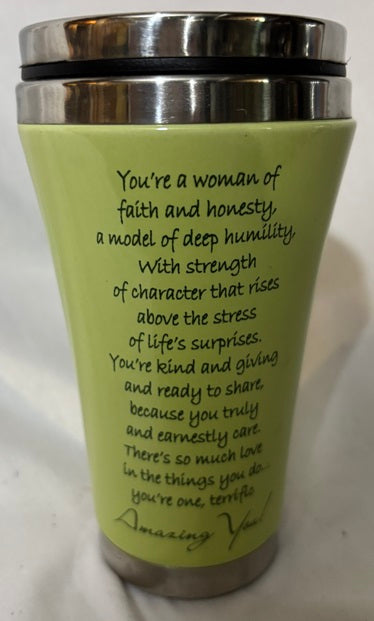 You're a woman of
faith and honesty,
a model of deep humility,
With strength
of character that rises
above the stress
of life's surprises.
You're kind and giving
and ready to share,
because you truly
and earnestly care.
There's so much love
in the things you do...
you're one, terrific
Amazing You!